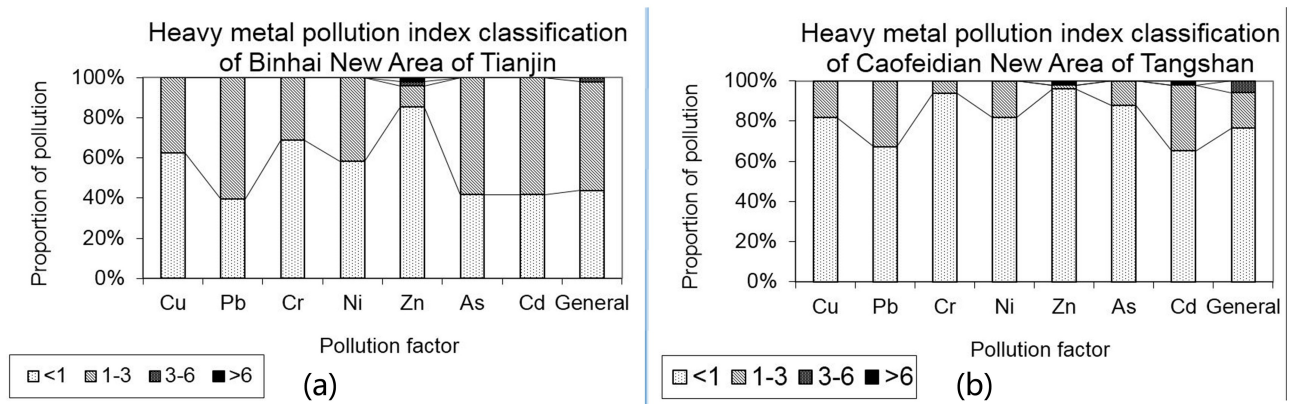 Heavy metal pollution index classification
of Binhai New Area of Tianjin
Proportion of pollution
100%
80%
60%
40%
20%
0%
Cu Pb Cr Ni Zn As Cd General
Pollution factor
<1 1-3 3-6 >6
(a)
Heavy metal pollution index classification
of Caofeidian New Area of Tangshan
Proportion of pollution
100%
80%
60%
40%
20%
0%
Cu Pb Cr Ni Zn As Cd General
Pollution factor
<1 1-3 3-6 >6
(b)